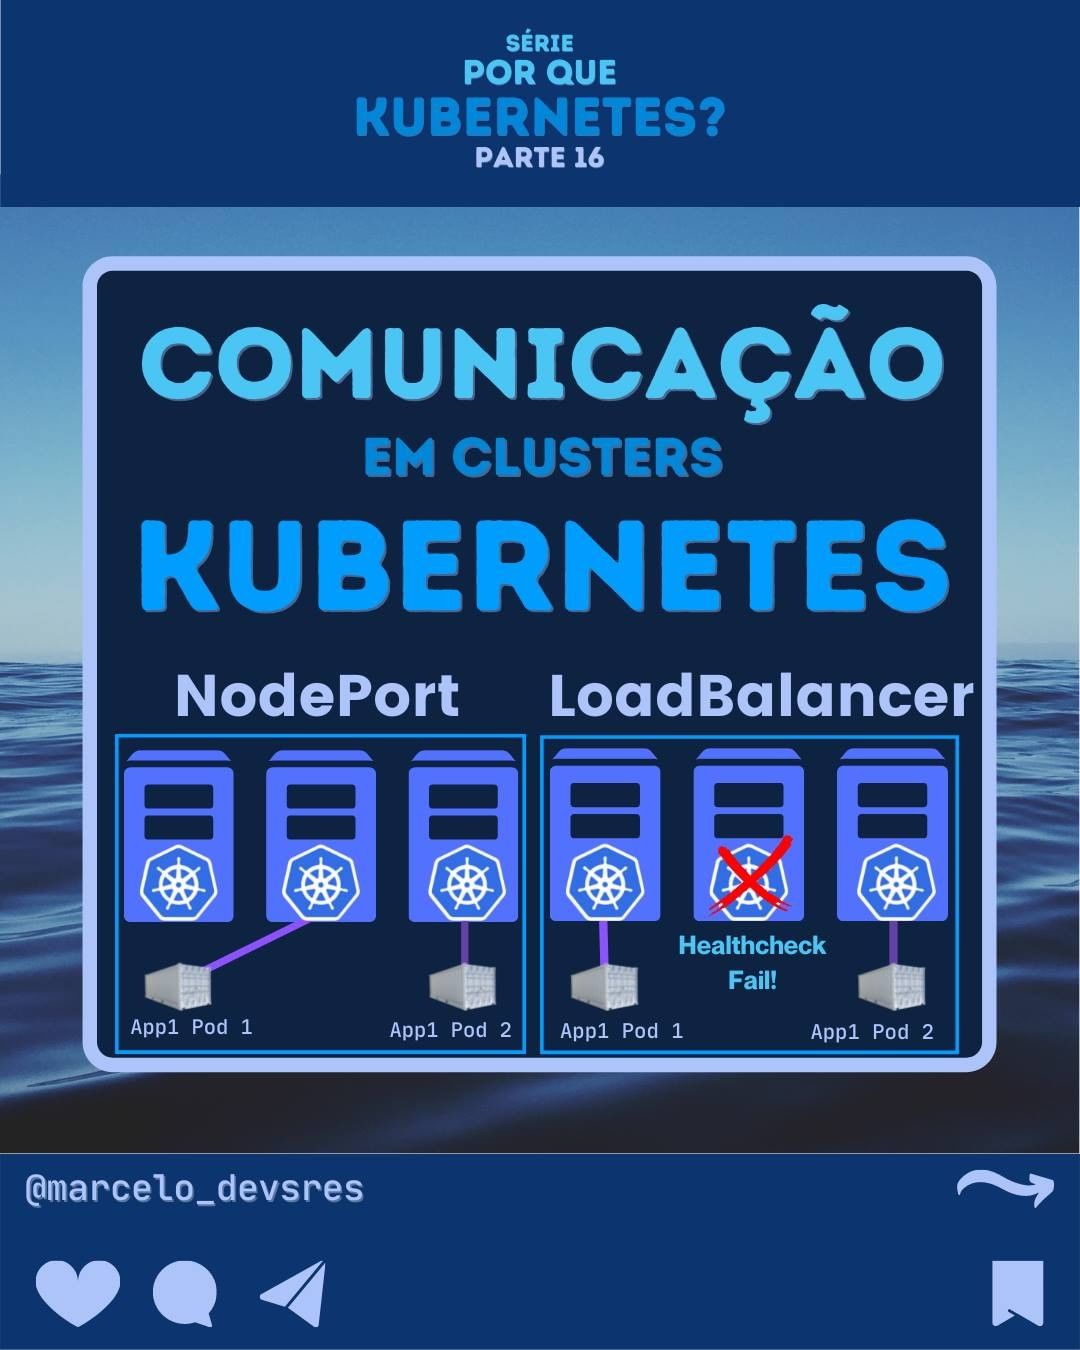 SÉRIE
POR QUE
KUBERNETES?
PARTE 16
COMUNICAÇÃO
EM CLUSTERS
KUBERNETES
NodePort
LoadBalancer
Healthcheck
Fail!
App1 Pod 1
App1 Pod 2
App1 Pod 1
App1 Pod 2
@marcelo_devsres